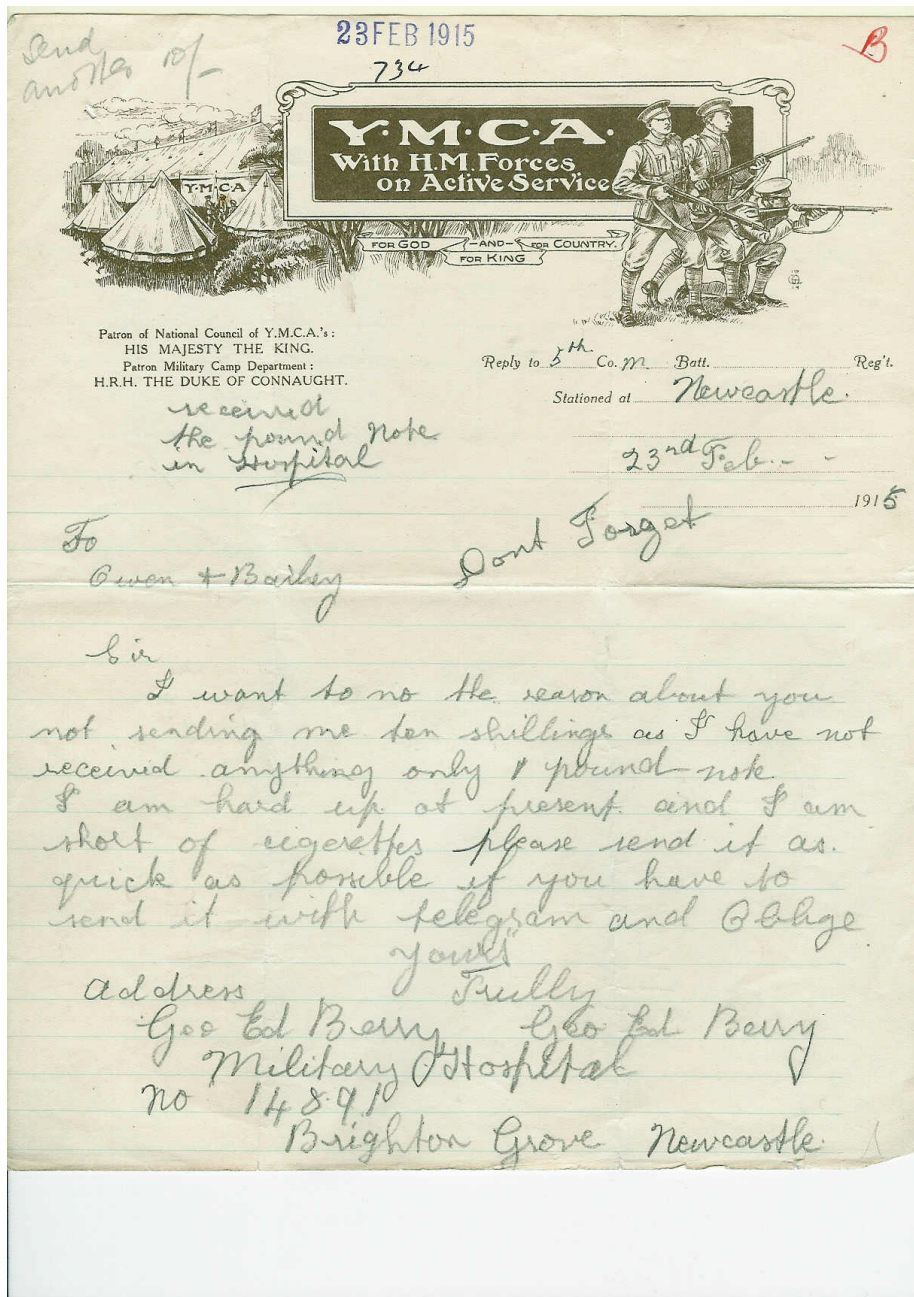 Send
another 10/-
23 FEB 1915
734
B
Y·M·C·A·
With H.M. Forces
on Active Service
Y·M·C·A
FOR GOD —AND— FOR COUNTRY.
FOR KING
Patron of National Council of Y.M.C.A.'s:
HIS MAJESTY THE KING.
Patron Military Camp Department:
H.R.H. THE DUKE OF CONNAUGHT.
Reply to 5th Co. M Batt. Reg't.
Stationed at Newcastle.
23rd Feb.
1915
received
the pound Note
in Hospital
Dont Forget
To
Owen + Bailey
Sir
I want to no the reason about you
not sending me ten shillings as I have not
received anything only 1 pound note
I am hard up at present and I am
short of cigerettes please send it as.
quick as possible if you have to
send it with telegram and Oblige
yours
Address Trully
Geo Ed Berry Geo Ed Berry
Military Hospital
No 14891
Brighton Grove Newcastle.